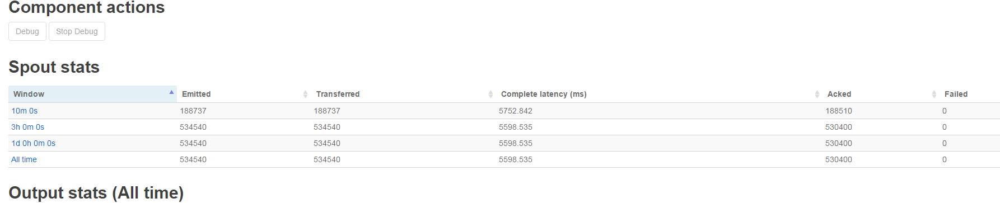 Component actions
Debug Stop Debug
Spout stats
Window Emitted Transferred Complete latency (ms) Acked Failed
10m 0s 188737 188737 5752.842 188510 0
3h 0m 0s 534540 534540 5598.535 530400 0
1d 0h 0m 0s 534540 534540 5598.535 530400 0
All time 534540 534540 5598.535 530400 0
Output stats (All time)